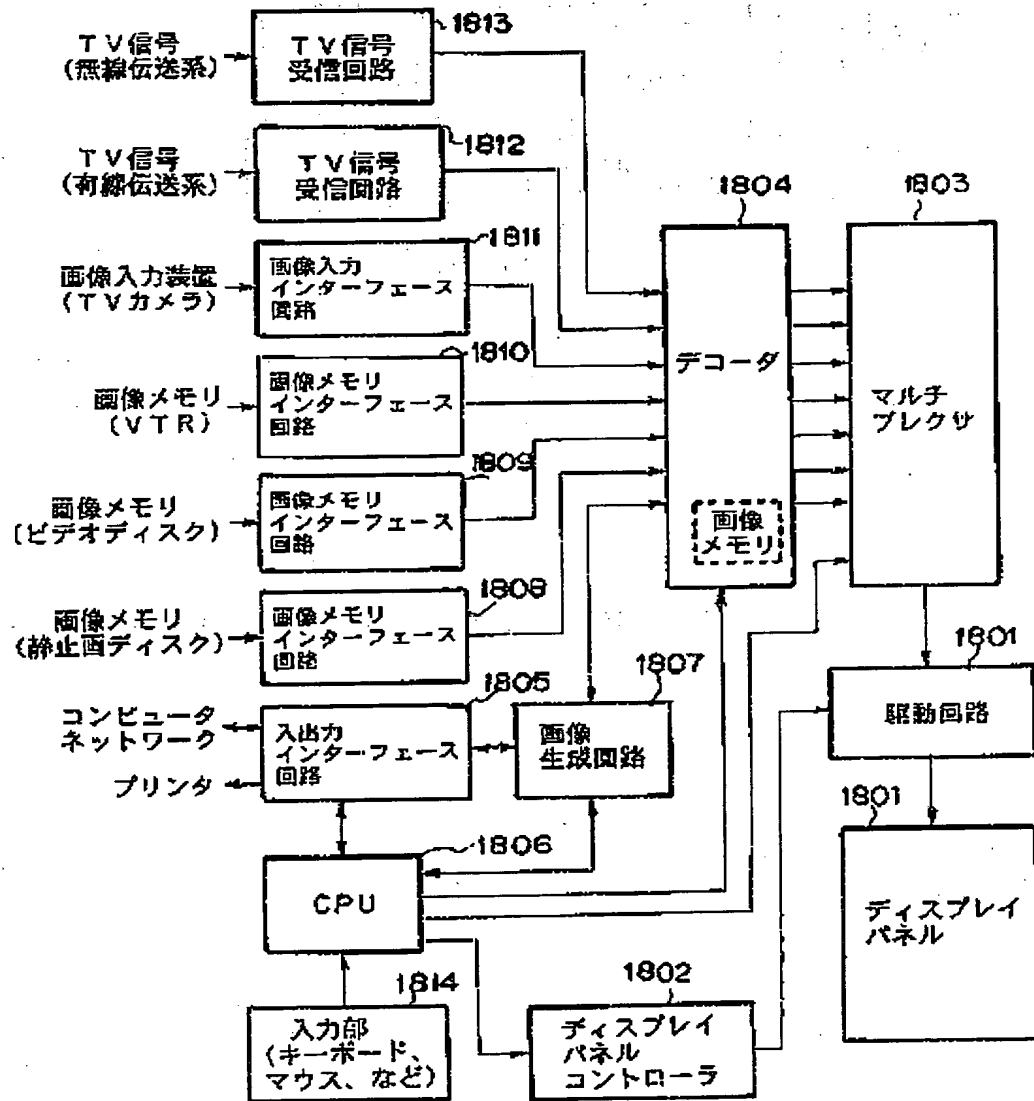 1813
TV信号
(無線伝送系)
TV信号
受信回路
1812
TV信号
(有線伝送系)
TV信号
受信回路
1804
1803
1811
画像入力装置
(TVカメラ)
画像入力
インターフェース
回路
1810
画像メモリ
(VTR)
画像メモリ
インターフェース
回路
デコーダ
マルチ
プレクサ
1809
画像メモリ
(ビデオディスク)
画像メモリ
インターフェース
回路
画像
メモリ
1808
画像メモリ
(静止画ディスク)
画像メモリ
インターフェース
回路
1805
1807
1801
コンピュータ
ネットワーク
プリンタ
入出力
インターフェース
回路
画像
生成回路
駆動回路
1801
1806
CPU
ディスプレイ
パネル
1814
1802
入力部
(キーボード、
マウス、など)
ディスプレイ
パネル
コントローラ